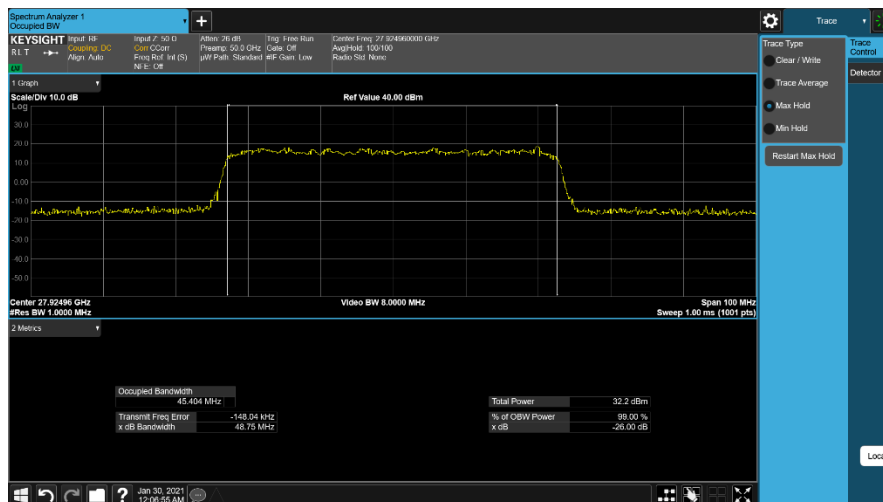 Spectrum Analyzer 1
Occupied BW
+
Trace
KEYSIGHT
Input: RF
Coupling: DC
Align: Auto
Input Z: 50 Ω
Corr CCorr
Freq Ref: Int (S)
NFE: Off
Atten: 26 dB
Preamp: 50.0 GHz
µW Path: Standard
Trig: Free Run
Gate: Off
#IF Gain: Low
Center Freq: 27.924960000 GHz
Avg|Hold: 100/100
Radio Std: None
R L T
Trace Type
Clear / Write
Trace Average
Max Hold
Min Hold
Restart Max Hold
Trace
Control
Detector
1 Graph
Scale/Div 10.0 dB
Ref Value 40.00 dBm
Log
30.0
20.0
10.0
0.00
-10.0
-20.0
-30.0
-40.0
-50.0
Center 27.92496 GHz
#Res BW 1.0000 MHz
Video BW 8.0000 MHz
Span 100 MHz
Sweep 1.00 ms (1001 pts)
2 Metrics
Occupied Bandwidth
45.404 MHz
Transmit Freq Error -148.04 kHz
x dB Bandwidth 48.75 MHz
Total Power 32.2 dBm
% of OBW Power 99.00 %
x dB -26.00 dB
?
Jan 30, 2021
12:06:55 AM